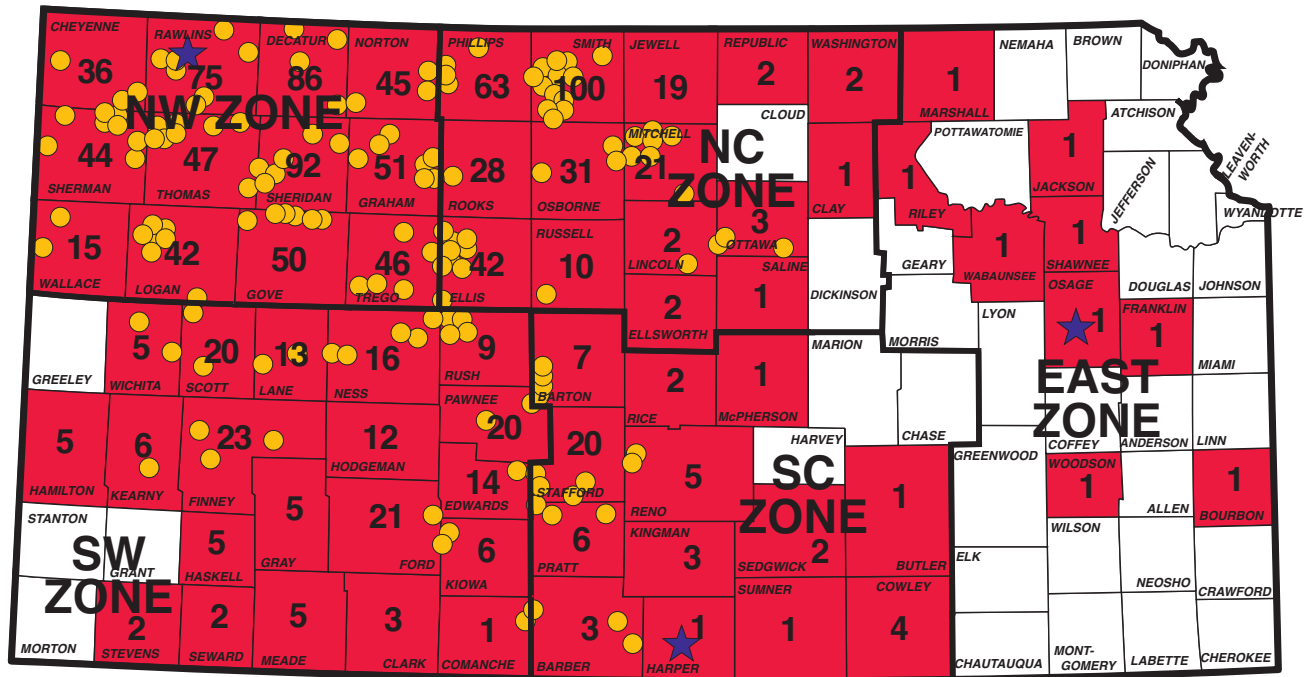 CHEYENNE
RAWLINS
DECATUR
NORTON
PHILLIPS
SMITH
JEWELL
REPUBLIC
WASHINGTON
NEMAHA
BROWN
DONIPHAN
36
75
86
45
63
100
19
2
2
1
MARSHALL
NW ZONE
CLOUD
ATCHISON
POTTAWATOMIE
MITCHELL
NC
ZONE
44
47
92
51
28
31
21
1
1
1
SHERMAN
THOMAS
SHERIDAN
GRAHAM
ROOKS
OSBORNE
CLAY
RILEY
JACKSON
JEFFERSON
LEAVEN-
WORTH
WYANDOTTE
15
42
50
46
42
RUSSELL
10
2
LINCOLN
3
OTTAWA
SALINE
1
GEARY
1
WABAUNSEE
1
SHAWNEE
WALLACE
LOGAN
GOVE
TREGO
ELLIS
2
ELLSWORTH
DICKINSON
MORRIS
LYON
OSAGE
1
DOUGLAS
JOHNSON
FRANKLIN
1
MIAMI
GREELEY
5
WICHITA
20
SCOTT
13
LANE
16
NESS
9
RUSH
7
BARTON
2
RICE
1
McPHERSON
MARION
CHASE
EAST
ZONE
PAWNEE
20
5
HAMILTON
6
KEARNY
23
FINNEY
12
HODGEMAN
14
EDWARDS
20
STAFFORD
5
RENO
HARVEY
SC
ZONE
GREENWOOD
COFFEY
ANDERSON
LINN
WOODSON
1
ALLEN
1
BOURBON
STANTON
GRANT
SW
ZONE
5
HASKELL
5
GRAY
21
FORD
6
KIOWA
6
PRATT
KINGMAN
3
SEDGWICK
2
1
BUTLER
ELK
WILSON
NEOSHO
CRAWFORD
MORTON
2
STEVENS
2
SEWARD
5
MEADE
3
CLARK
1
COMANCHE
3
BARBER
1
HARPER
SUMNER
1
COWLEY
4
CHAUTAUQUA
MONT-
GOMERY
LABETTE
CHEROKEE